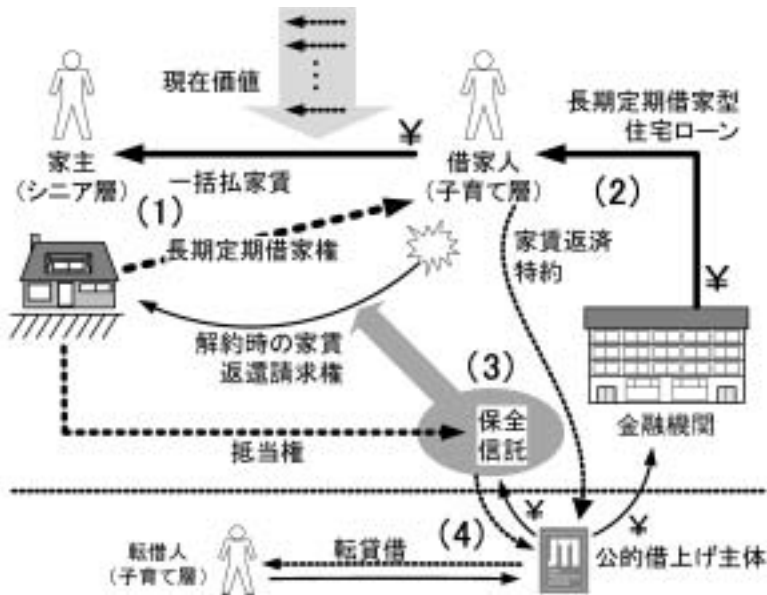 現在価値
長期定期借家型
住宅ローン
¥
家主
(シニア層)
一括払家賃
借家人
(子育て層)
(1)
(2)
長期定期借家権
家賃返済
特約
¥
解約時の家賃
返還請求権
(3)
保全
信託
金融機関
抵当権
¥
¥
(4)
転借人
(子育て層)
転貸借
公的借上げ主体